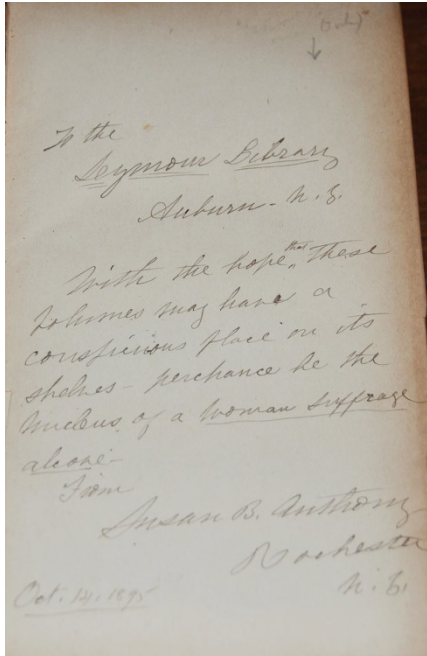 To the
Seymour Library
Auburn - N. Y.
With the hope that these
volumes may have a
conspicious place on its
shelves - perchance be the
nucleus of a woman suffrage
alcove -
From
Susan B. Anthony
Rochester
N. Y.
Oct. 14, 1895